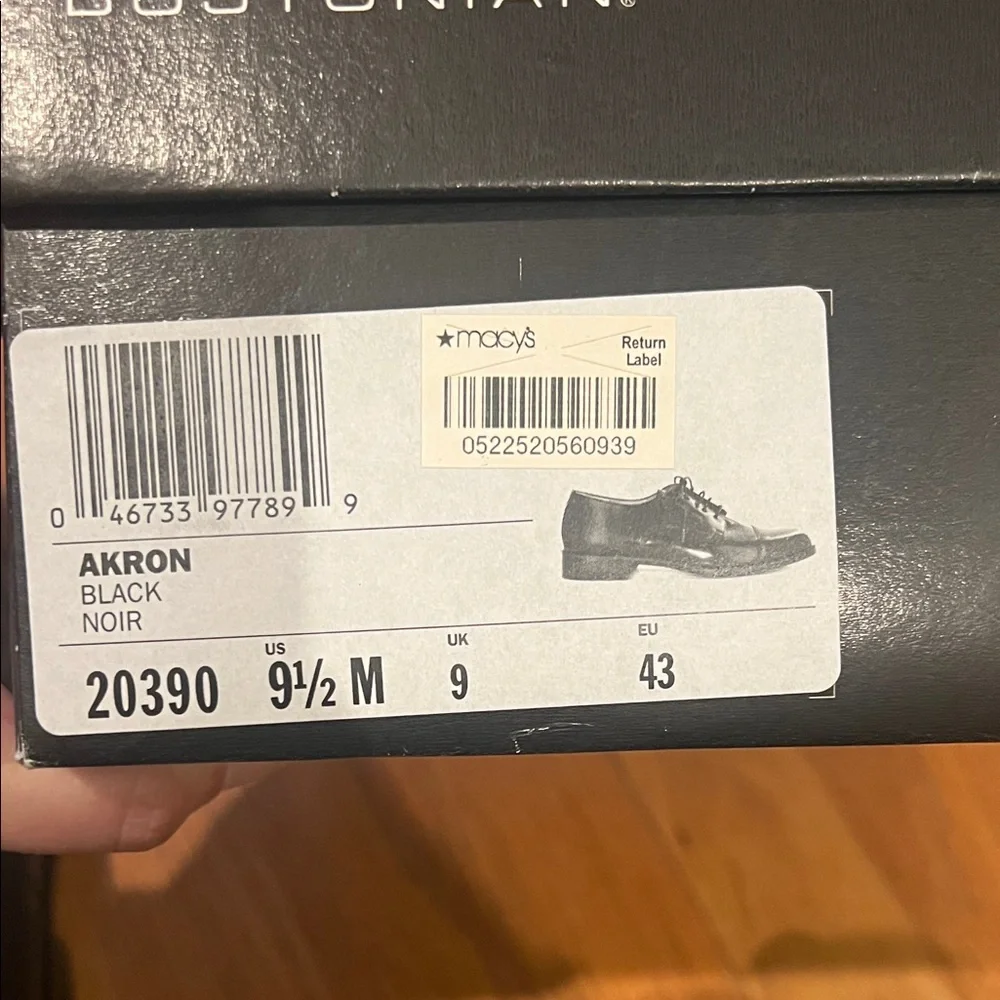 BOSTONIAN®
★macy's
Return
Label
0522520560939
0 46733 97789 9
AKRON
BLACK
NOIR
US
UK
EU
20390 9½ M 9 43